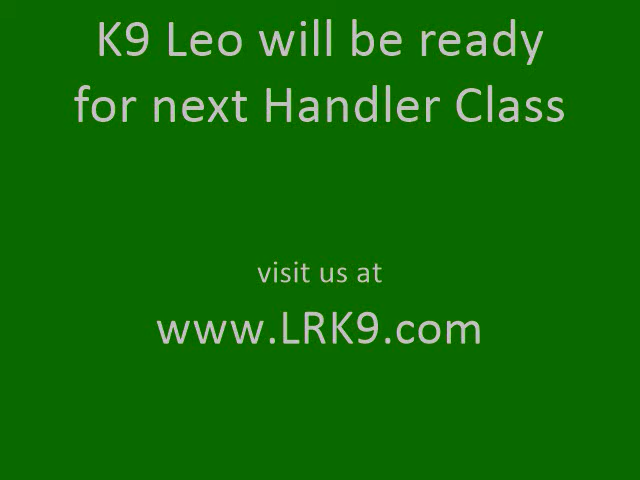 K9 Leo will be ready
for next Handler Class
visit us at
www.LRK9.com